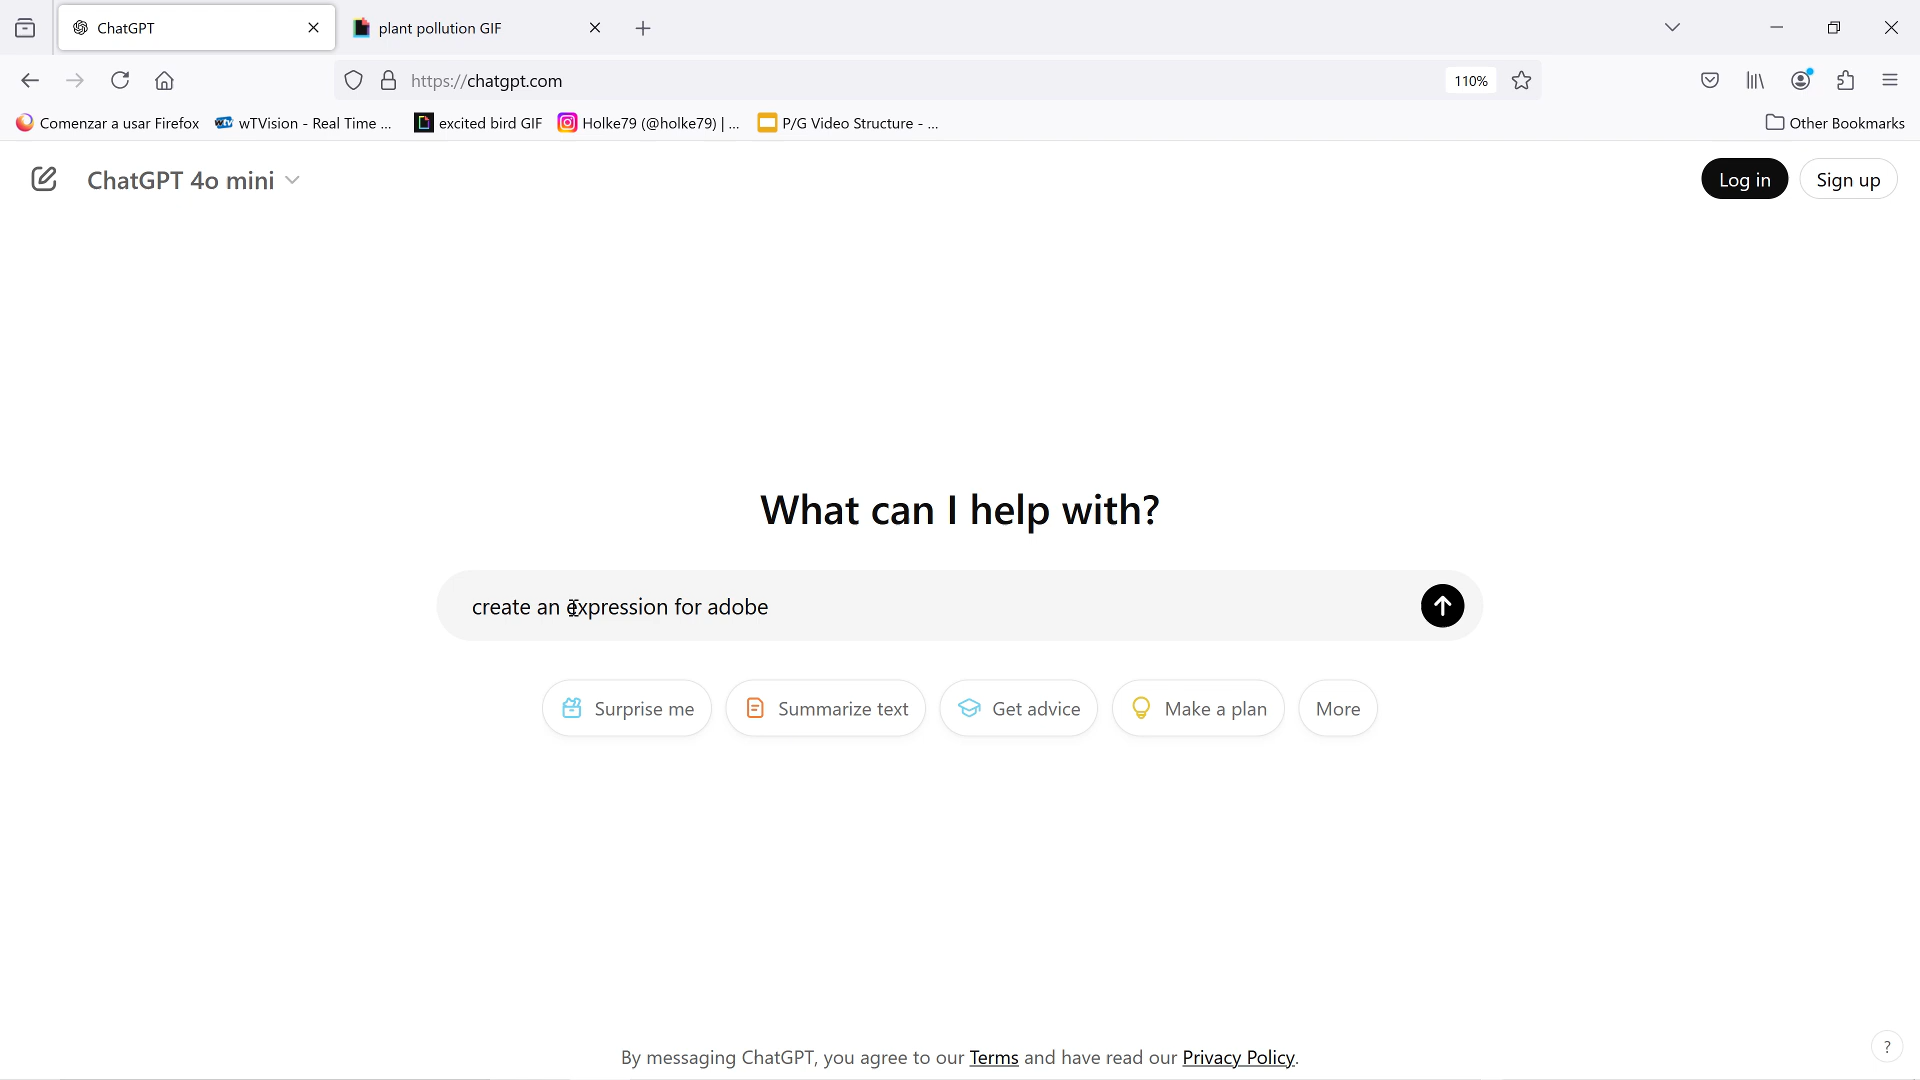 ChatGPT
plant pollution GIF
https://chatgpt.com
110%
Comenzar a usar Firefox
wTVision - Real Time ...
excited bird GIF
Holke79 (@holke79) | ...
P/G Video Structure - ...
Other Bookmarks
ChatGPT 4o mini
Log in
Sign up
What can I help with?
create an expression for adobe
Surprise me
Summarize text
Get advice
Make a plan
More
By messaging ChatGPT, you agree to our Terms and have read our Privacy Policy.
?